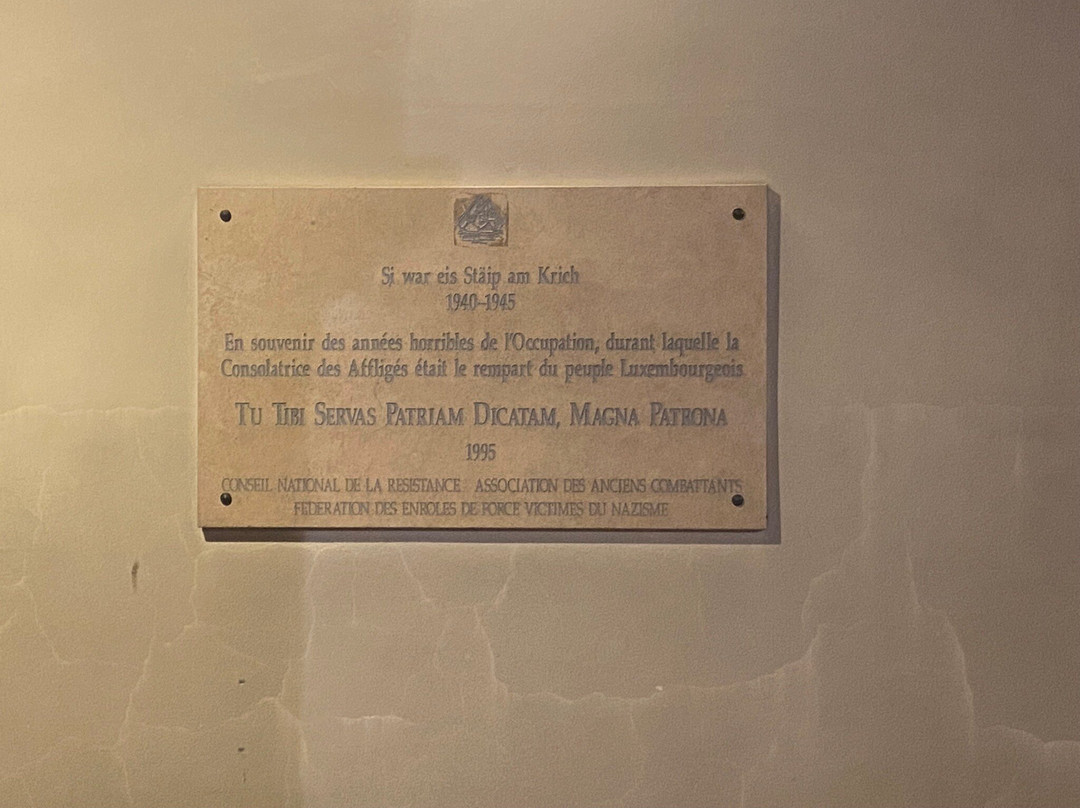 Si war eis Stäip am Krich
1940–1945
En souvenir des années horribles de l'Occupation, durant laquelle la
Consolatrice des Affligés était le rempart du peuple Luxembourgeois
TU TIBI SERVAS PATRIAM DICATAM, MAGNA PATRONA
1995
CONSEIL NATIONAL DE LA RESISTANCE ASSOCIATION DES ANCIENS COMBATTANTS
FEDERATION DES ENROLES DE FORCE VICTIMES DU NAZISME